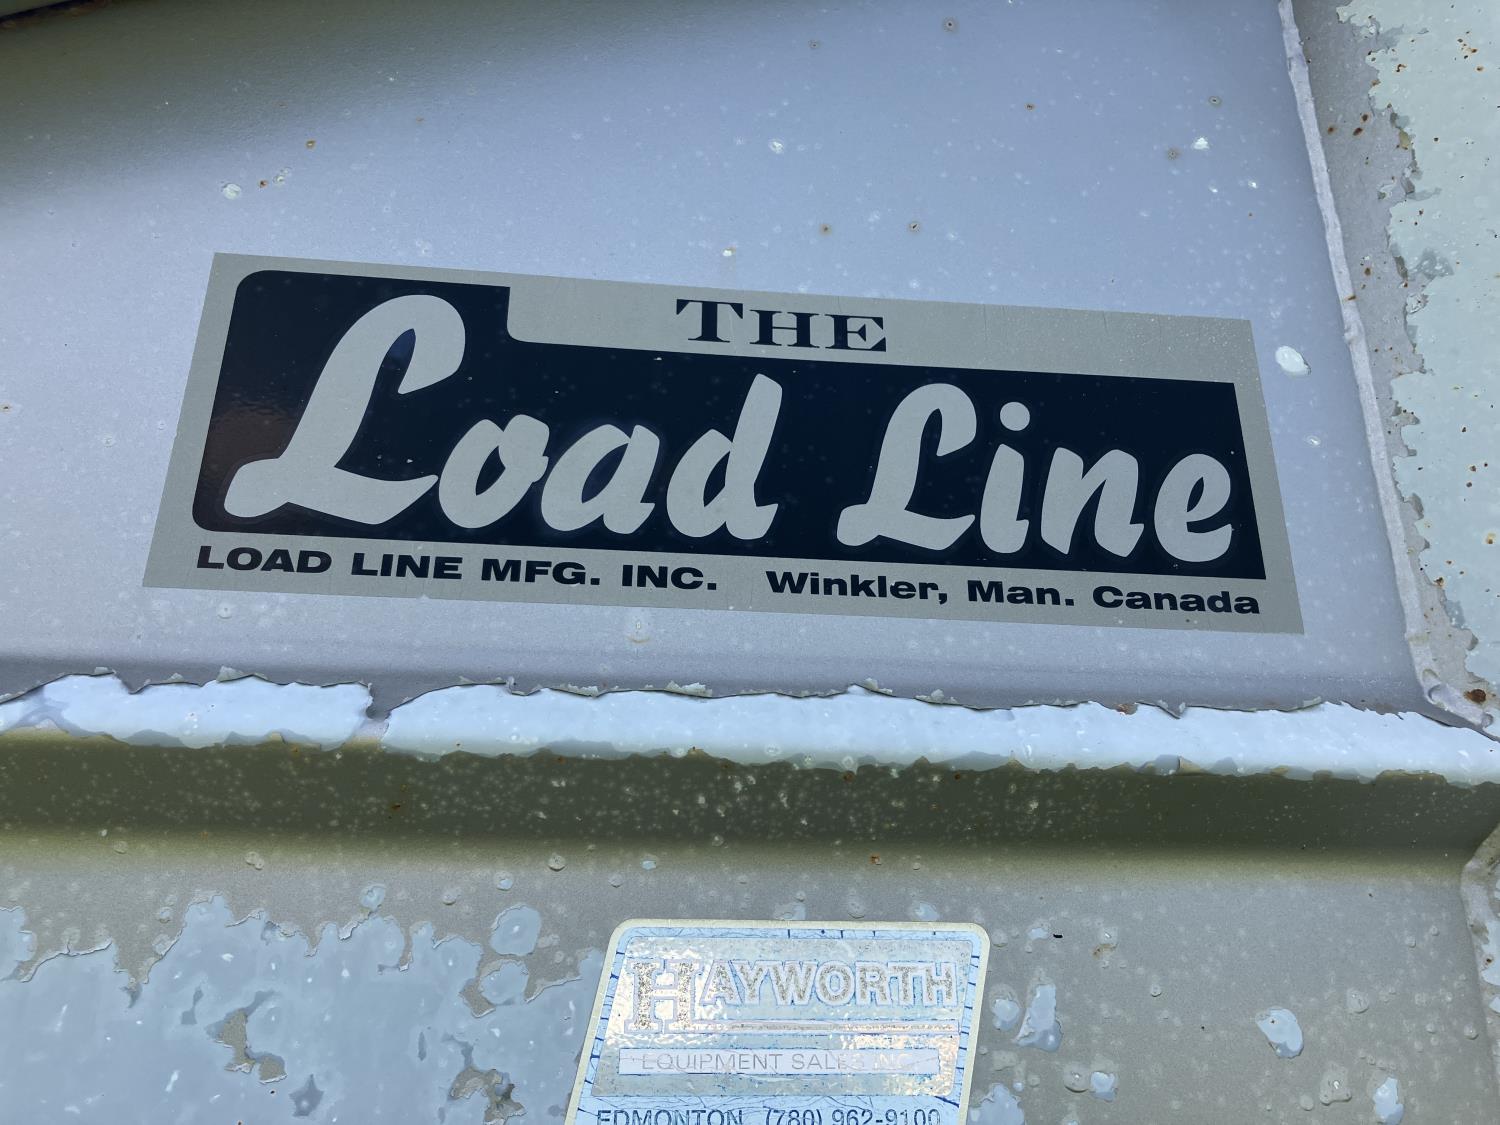 THE
Load Line
LOAD LINE MFG. INC. Winkler, Man. Canada
HAYWORTH
EQUIPMENT SALES INC.
EDMONTON (780) 962-9100